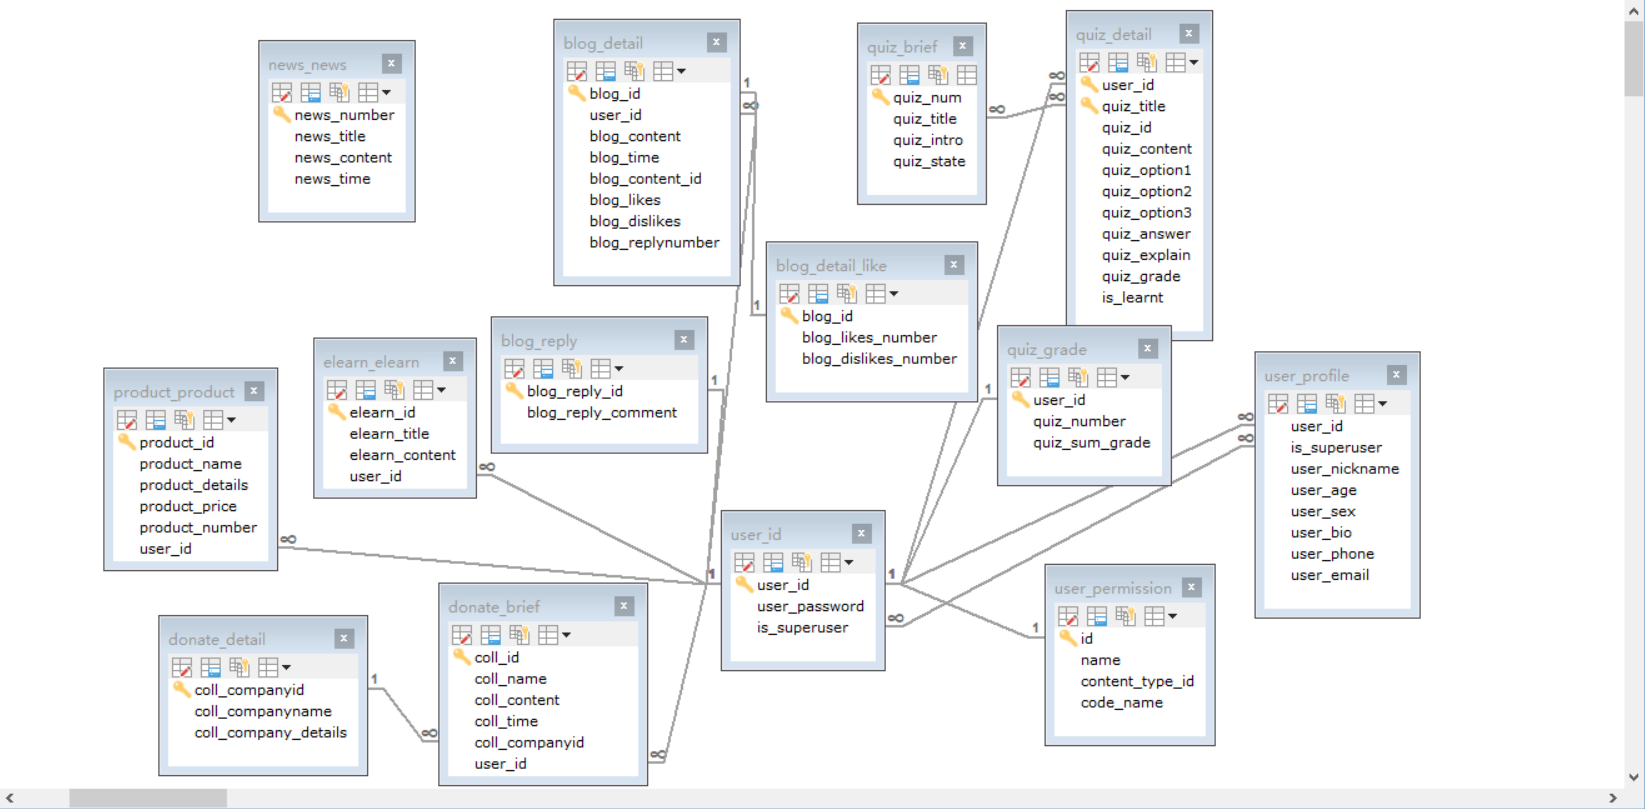 news_news
news_number
news_title
news_content
news_time
blog_detail
blog_id
user_id
blog_content
blog_time
blog_content_id
blog_likes
blog_dislikes
blog_replynumber
1
∞
quiz_brief
quiz_num
quiz_title
quiz_intro
quiz_state
∞
quiz_detail
user_id
quiz_title
quiz_id
quiz_content
quiz_option1
quiz_option2
quiz_option3
quiz_answer
quiz_explain
quiz_grade
is_learnt
∞
∞
blog_detail_like
blog_id
blog_likes_number
blog_dislikes_number
1
product_product
product_id
product_name
product_details
product_price
product_number
user_id
∞
elearn_elearn
elearn_id
elearn_title
elearn_content
user_id
∞
blog_reply
blog_reply_id
blog_reply_comment
1
quiz_grade
user_id
quiz_number
quiz_sum_grade
1
user_profile
user_id
is_superuser
user_nickname
user_age
user_sex
user_bio
user_phone
user_email
∞
∞
donate_detail
coll_companyid
coll_companyname
coll_company_details
1
donate_brief
coll_id
coll_name
coll_content
coll_time
coll_companyid
user_id
∞
∞
user_id
user_id
user_password
is_superuser
1
1
∞
user_permission
id
name
content_type_id
code_name
1